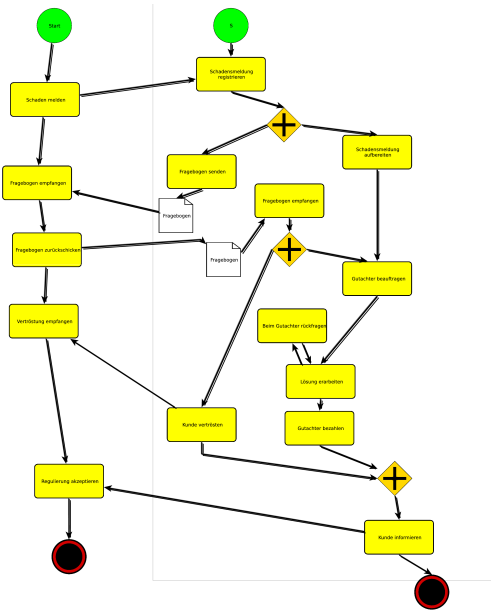 Start
S
Schadensmeldung
registrieren
Schaden melden
Schadensmeldung
aufbereiten
Fragebogen senden
Fragebogen empfangen
Fragebogen empfangen
Fragebogen
Fragebogen zurückschicken
Fragebogen
Gutachter beauftragen
Vertröstung empfangen
Beim Gutachter rückfragen
Lösung erarbeiten
Kunde vertrösten
Gutachter bezahlen
Regulierung akzeptieren
Kunde informieren